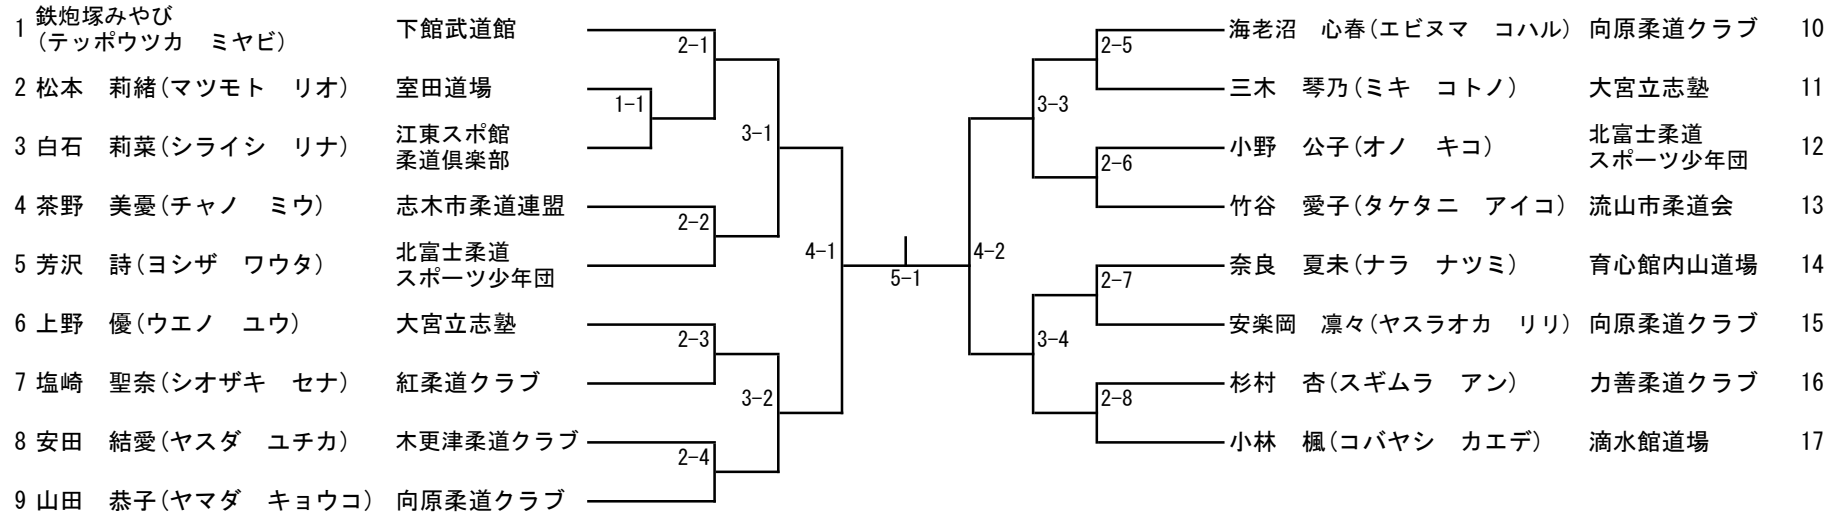 1 鉄炮塚みやび
(テッポウツカ　ミヤビ) 下館武道館
2 松本　莉緒(マツモト　リオ) 室田道場
3 白石　莉菜(シライシ　リナ) 江東スポ館
柔道倶楽部
4 茶野　美憂(チャノ　ミウ) 志木市柔道連盟
5 芳沢　詩(ヨシザ　ワウタ) 北富士柔道
スポーツ少年団
6 上野　優(ウエノ　ユウ) 大宮立志塾
7 塩崎　聖奈(シオザキ　セナ) 紅柔道クラブ
8 安田　結愛(ヤスダ　ユチカ) 木更津柔道クラブ
9 山田　恭子(ヤマダ　キョウコ) 向原柔道クラブ
2-1
1-1
3-1
2-2
4-1
2-3
3-2
2-4
5-1
4-2
2-5
3-3
2-6
2-7
3-4
2-8
海老沼　心春(エビヌマ　コハル) 向原柔道クラブ 10
三木　琴乃(ミキ　コトノ) 大宮立志塾 11
小野　公子(オノ　キコ) 北富士柔道
スポーツ少年団 12
竹谷　愛子(タケタニ　アイコ) 流山市柔道会 13
奈良　夏未(ナラ　ナツミ) 育心館内山道場 14
安楽岡　凛々(ヤスラオカ　リリ) 向原柔道クラブ 15
杉村　杏(スギムラ　アン) 力善柔道クラブ 16
小林　楓(コバヤシ　カエデ) 滴水館道場 17